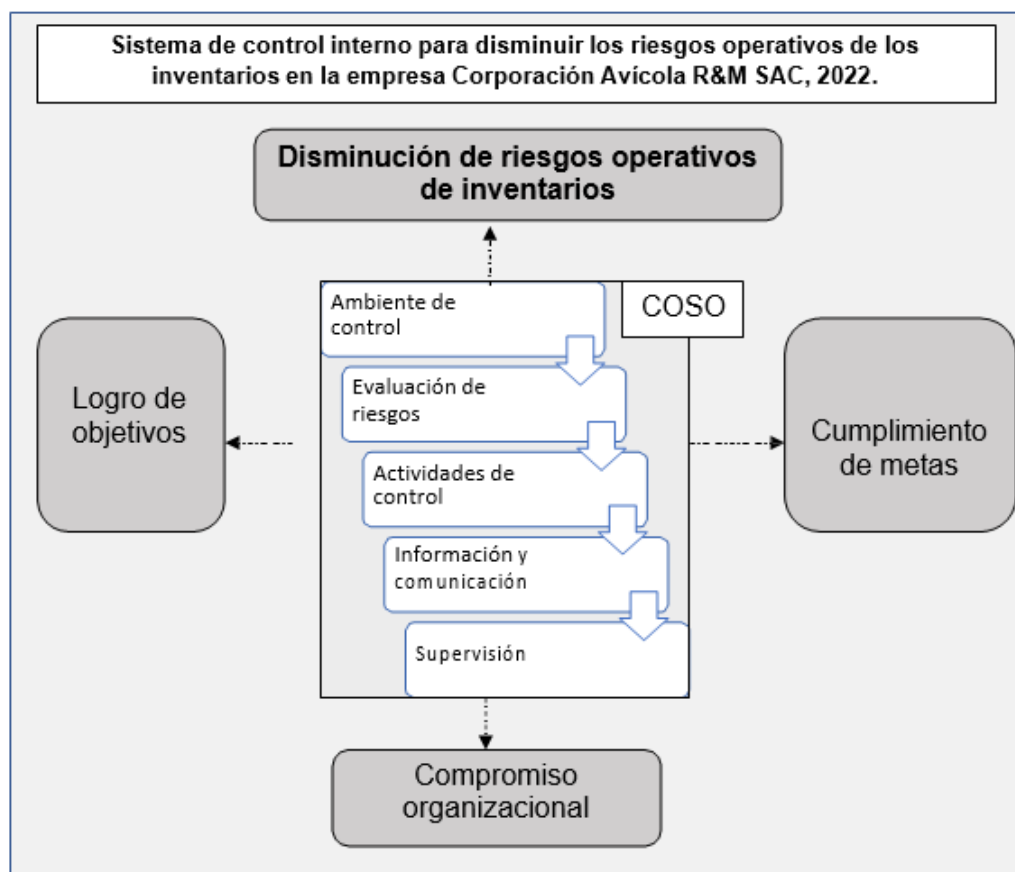 Sistema de control interno para disminuir los riesgos operativos de los
inventarios en la empresa Corporación Avícola R&M SAC, 2022.
Disminución de riesgos operativos
de inventarios
Ambiente de
control
COSO
Evaluación de
riesgos
Logro de
objetivos
Cumplimiento
de metas
Actividades de
control
Información y
comunicación
Supervisión
Compromiso
organizacional